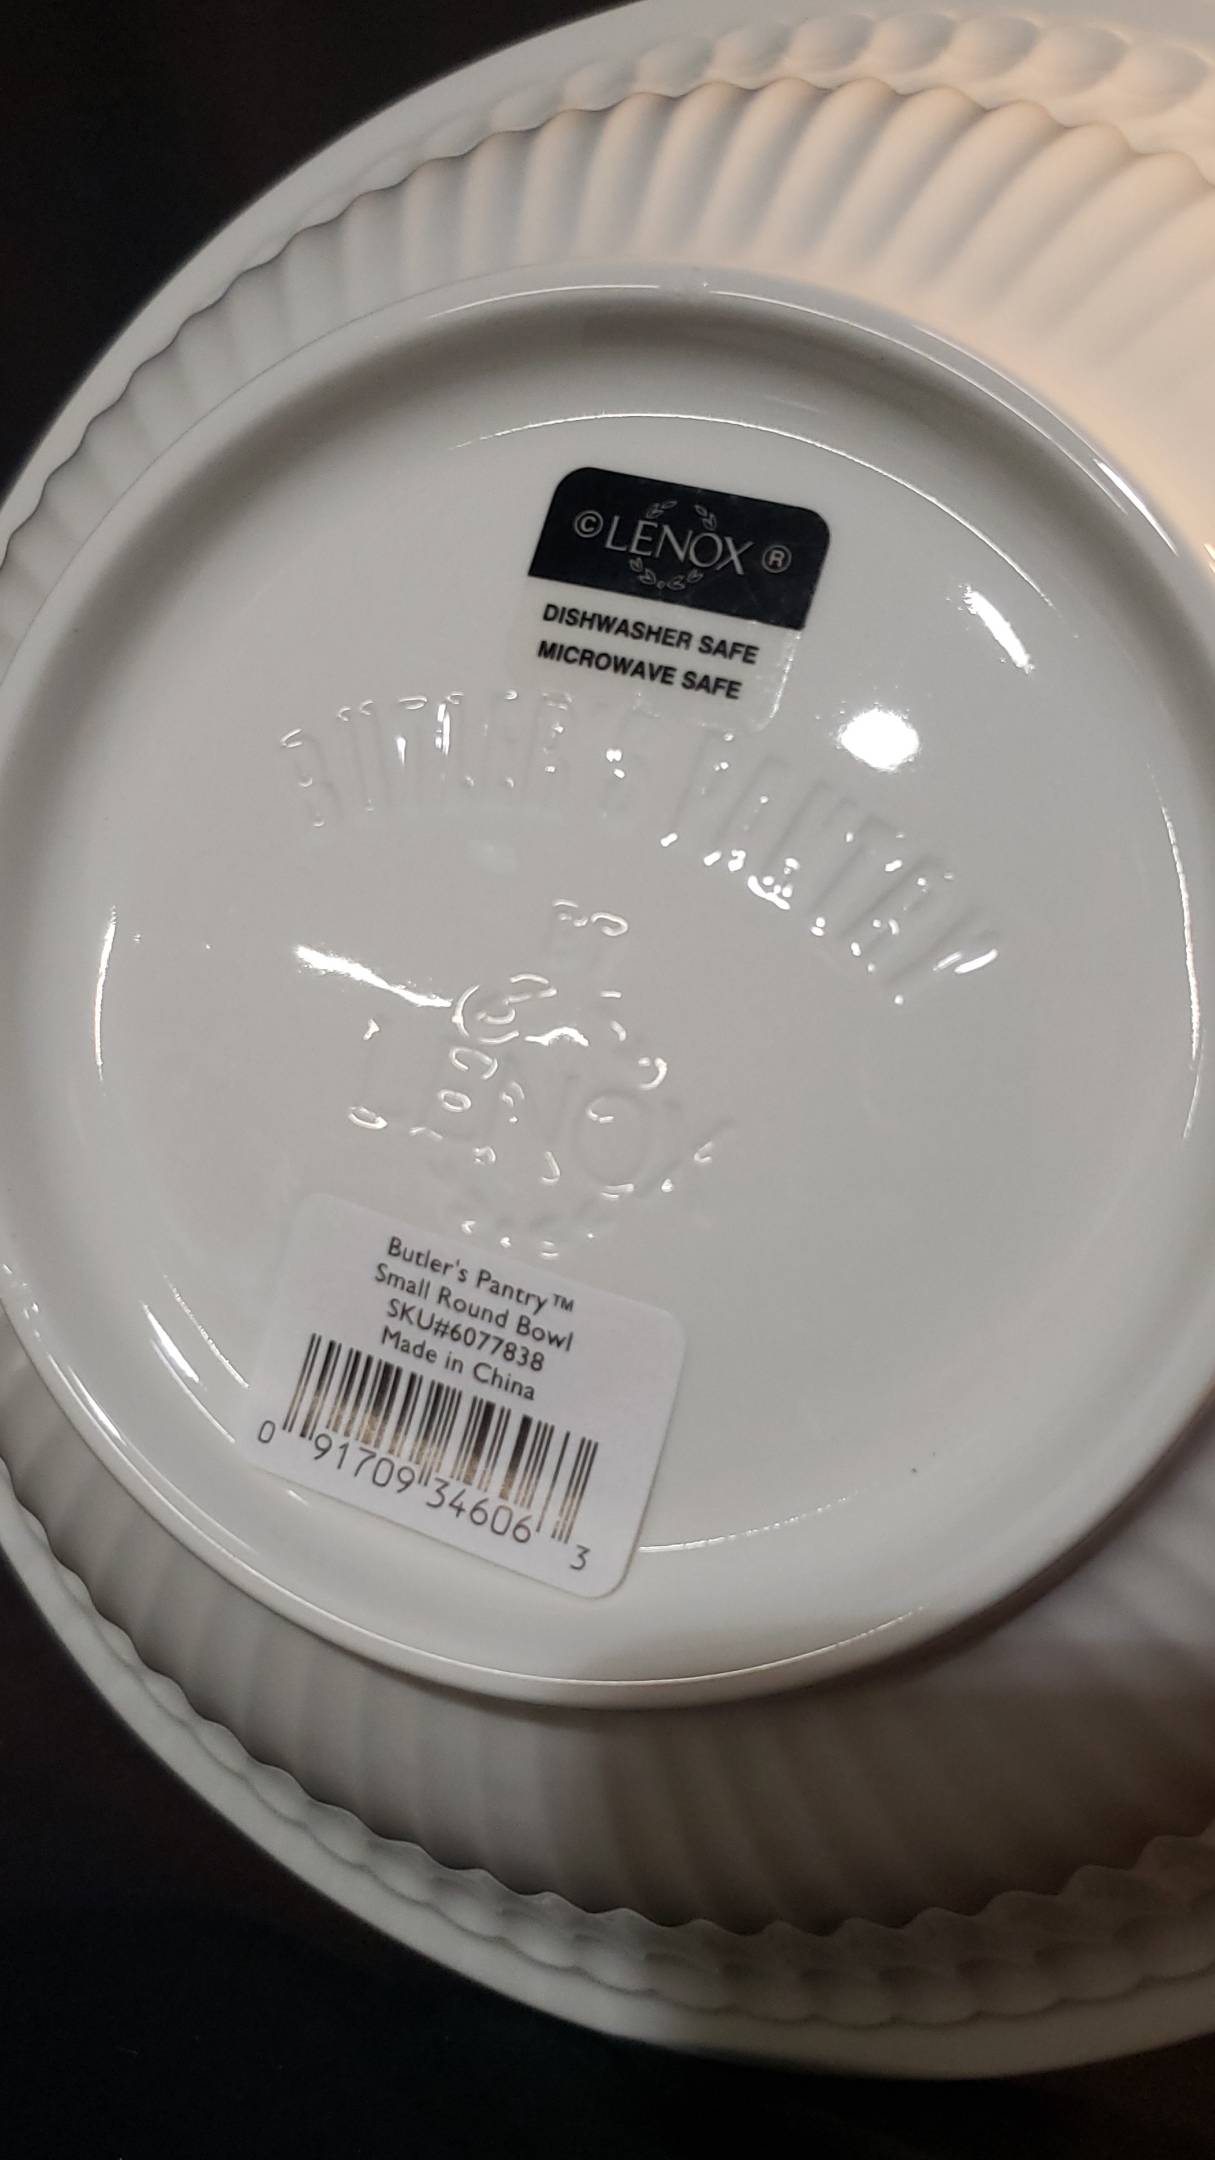 © LENOX ®
DISHWASHER SAFE
MICROWAVE SAFE
BUTLER'S PANTRY
BY
LENOX
Butler's Pantry™
Small Round Bowl
SKU#6077838
Made in China
0 91709 34606 3